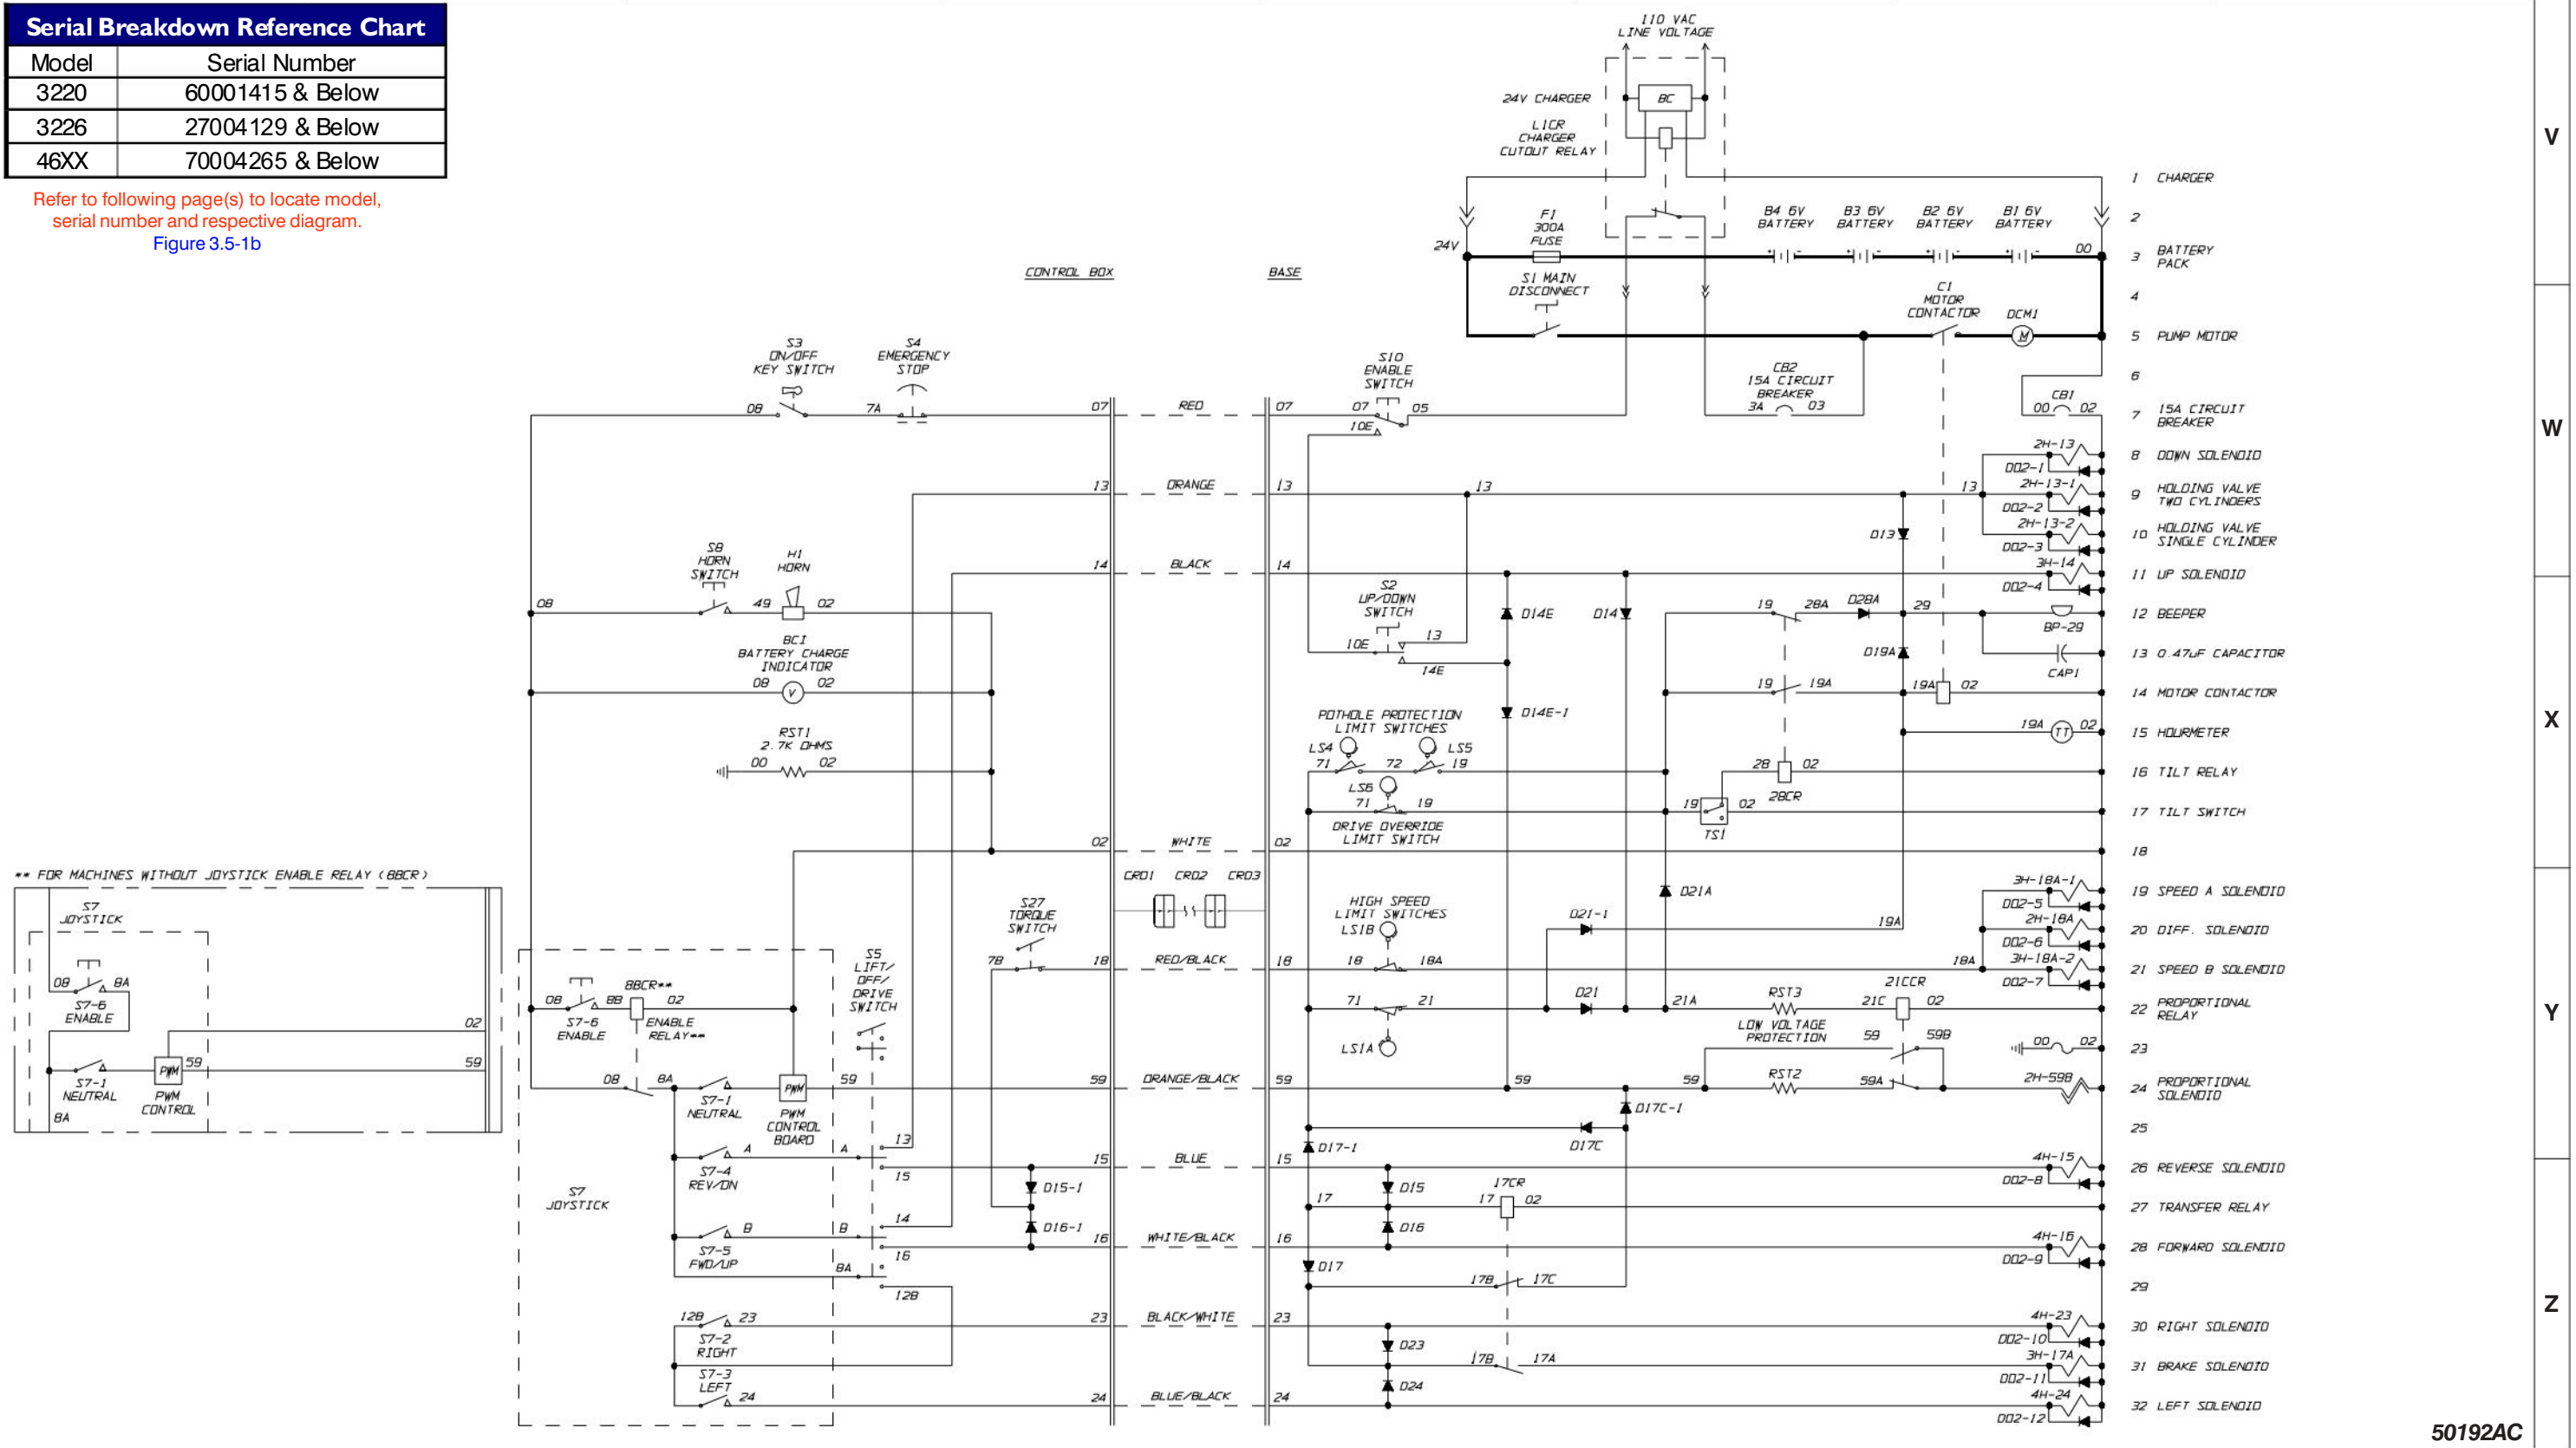 Serial Breakdown Reference Chart
Model Serial Number
3220 60001415 & Below
3226 27004129 & Below
46XX 70004265 & Below
Refer to following page(s) to locate model,
serial number and respective diagram.
Figure 3.5-1b
110 VAC
LINE VOLTAGE
24V CHARGER
BC
L1CR
CHARGER
CUTOUT RELAY
V
1 CHARGER
2
F1
300A
FUSE
B4 6V
BATTERY
B3 6V
BATTERY
B2 6V
BATTERY
B1 6V
BATTERY
24V
00
3 BATTERY
PACK
CONTROL BOX
BASE
S1 MAIN
DISCONNECT
C1
MOTOR
CONTACTOR
DCM1
4
M
5 PUMP MOTOR
S3
ON/OFF
KEY SWITCH
S4
EMERGENCY
STOP
S10
ENABLE
SWITCH
CB2
15A CIRCUIT
BREAKER
3A 03
6
CB1
00 02
08 7A 07 RED 07 07 05
10E
7 15A CIRCUIT
BREAKER
W
2H-13
DD2-1
8 DOWN SOLENOID
13 ORANGE 13 13 13
2H-13-1
DD2-2
9 HOLDING VALVE
TWO CYLINDERS
D13
2H-13-2
DD2-3
10 HOLDING VALVE
SINGLE CYLINDER
14 BLACK 14
3H-14
DD2-4
11 UP SOLENOID
S8
HORN
SWITCH
H1
HORN
08 49 02
S2
UP/DOWN
SWITCH
10E 13
14E
D14E D14
19 28A D28A 29
BP-29
12 BEEPER
BCI
BATTERY CHARGE
INDICATOR
08 V 02
D19A
CAP1
13 0.47uF CAPACITOR
19 19A 19A 02
14 MOTOR CONTACTOR
D14E-1
X
POTHOLE PROTECTION
LIMIT SWITCHES
LS4 LS5
71 72 19
RST1
2.7K OHMS
00 02
19A TT 02
15 HOURMETER
28 02
28CR
16 TILT RELAY
LS6
71 19
DRIVE OVERRIDE
LIMIT SWITCH
19 02
TS1
17 TILT SWITCH
02 WHITE 02
18
** FOR MACHINES WITHOUT JOYSTICK ENABLE RELAY (8BCR)
S7
JOYSTICK
08 8A
S7-6
ENABLE
02
59 59
PWM
S7-1
NEUTRAL
PWM
CONTROL
8A
CRD1 CRD2 CRD3
S27
TORQUE
SWITCH
7B 18 RED/BLACK 18 18 18A 18A
HIGH SPEED
LIMIT SWITCHES
LS1B
D21A
D21-1
19A
3H-18A-1
DD2-5
19 SPEED A SOLENOID
2H-18A
DD2-6
20 DIFF. SOLENOID
3H-18A-2
DD2-7
21 SPEED B SOLENOID
S5
LIFT/
OFF/
DRIVE
SWITCH
08 8B 8BCR** 02
S7-6
ENABLE
ENABLE
RELAY**
71 21 D21 21A RST3 21C 21CCR 02
22 PROPORTIONAL
RELAY
Y
LS1A
LOW VOLTAGE
PROTECTION
59 59B
00 02
23
08 8A
S7-1
NEUTRAL
PWM
PWM
CONTROL
BOARD
59 59 ORANGE/BLACK 59 59 59 RST2 59A 2H-59B
24 PROPORTIONAL
SOLENOID
D17C-1
D17C
25
D17-1
A A 13
S7-4
REV/DN
15 15 BLUE 15
4H-15
DD2-8
26 REVERSE SOLENOID
S7
JOYSTICK
D15-1 D15
17 17CR 17 02
27 TRANSFER RELAY
D16-1 D16
B B 14
S7-5
FWD/UP
16 16 WHITE/BLACK 16
4H-16
DD2-9
28 FORWARD SOLENOID
8A 12B
D17
17B 17C
29
Z
12B 23
S7-2
RIGHT
23 BLACK/WHITE 23
4H-23
DD2-10
30 RIGHT SOLENOID
D23
17B 17A
3H-17A
DD2-11
31 BRAKE SOLENOID
S7-3
LEFT
24
D24
24 BLUE/BLACK 24
4H-24
DD2-12
32 LEFT SOLENOID
50192AC